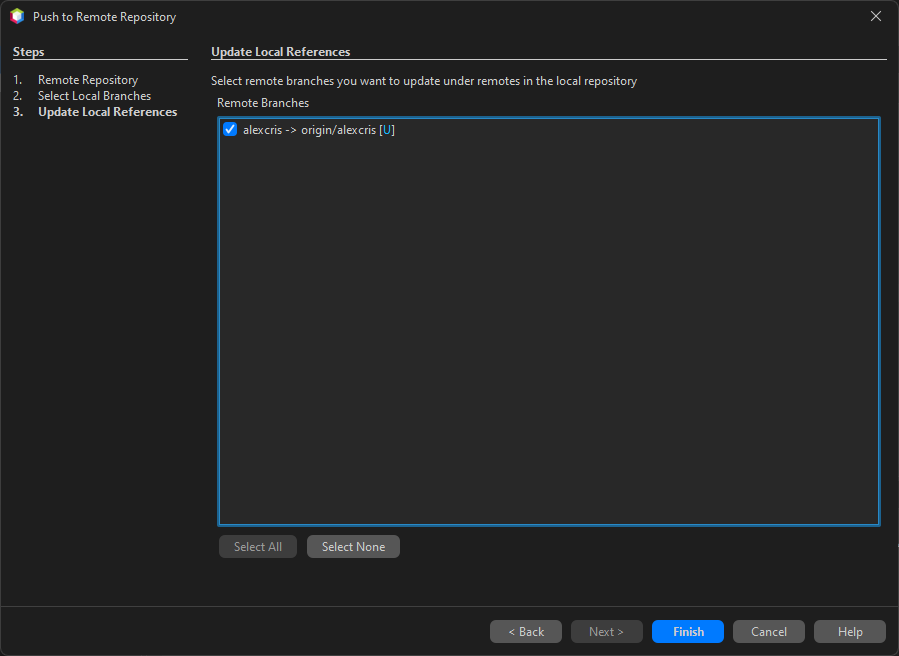 Push to Remote Repository
Steps
1. Remote Repository
2. Select Local Branches
3. Update Local References
Update Local References
Select remote branches you want to update under remotes in the local repository
Remote Branches
alexcris -> origin/alexcris [U]
Select All
Select None
< Back
Next >
Finish
Cancel
Help